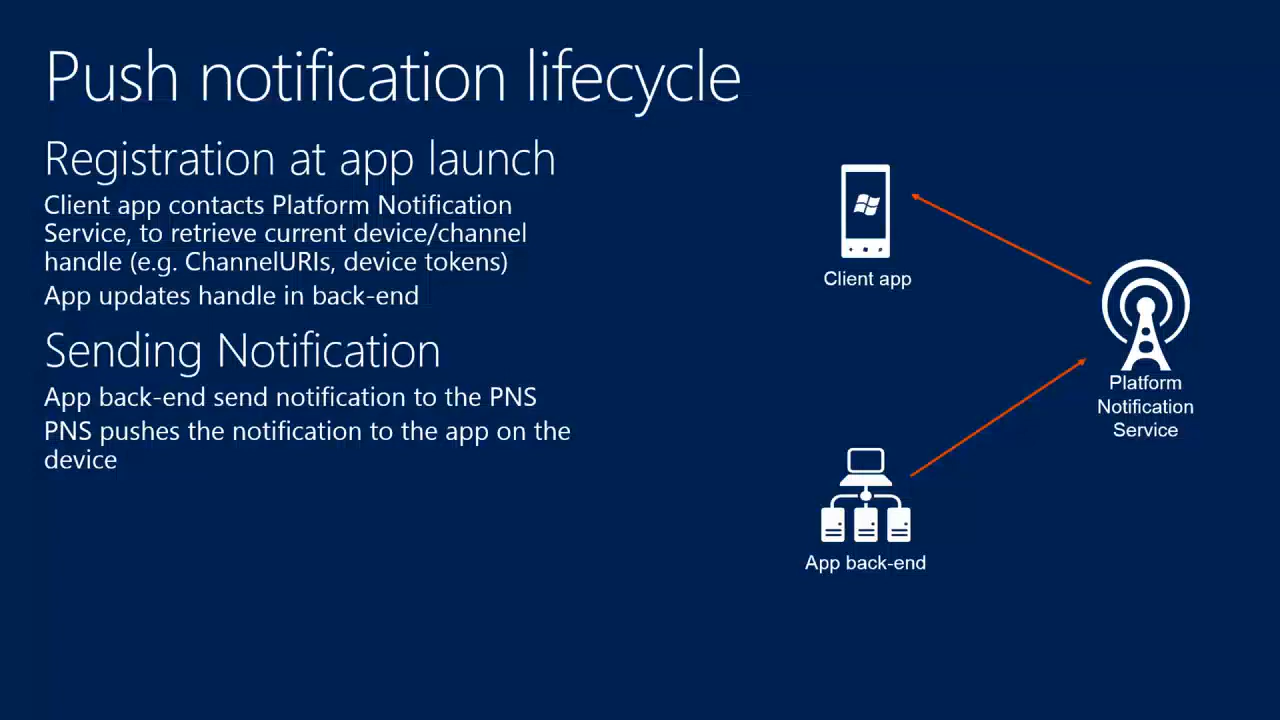 Push notification lifecycle
Registration at app launch
Client app contacts Platform Notification
Service, to retrieve current device/channel
handle (e.g. ChannelURIs, device tokens)
App updates handle in back-end
Sending Notification
App back-end send notification to the PNS
PNS pushes the notification to the app on the
device
Client app
Platform
Notification
Service
App back-end